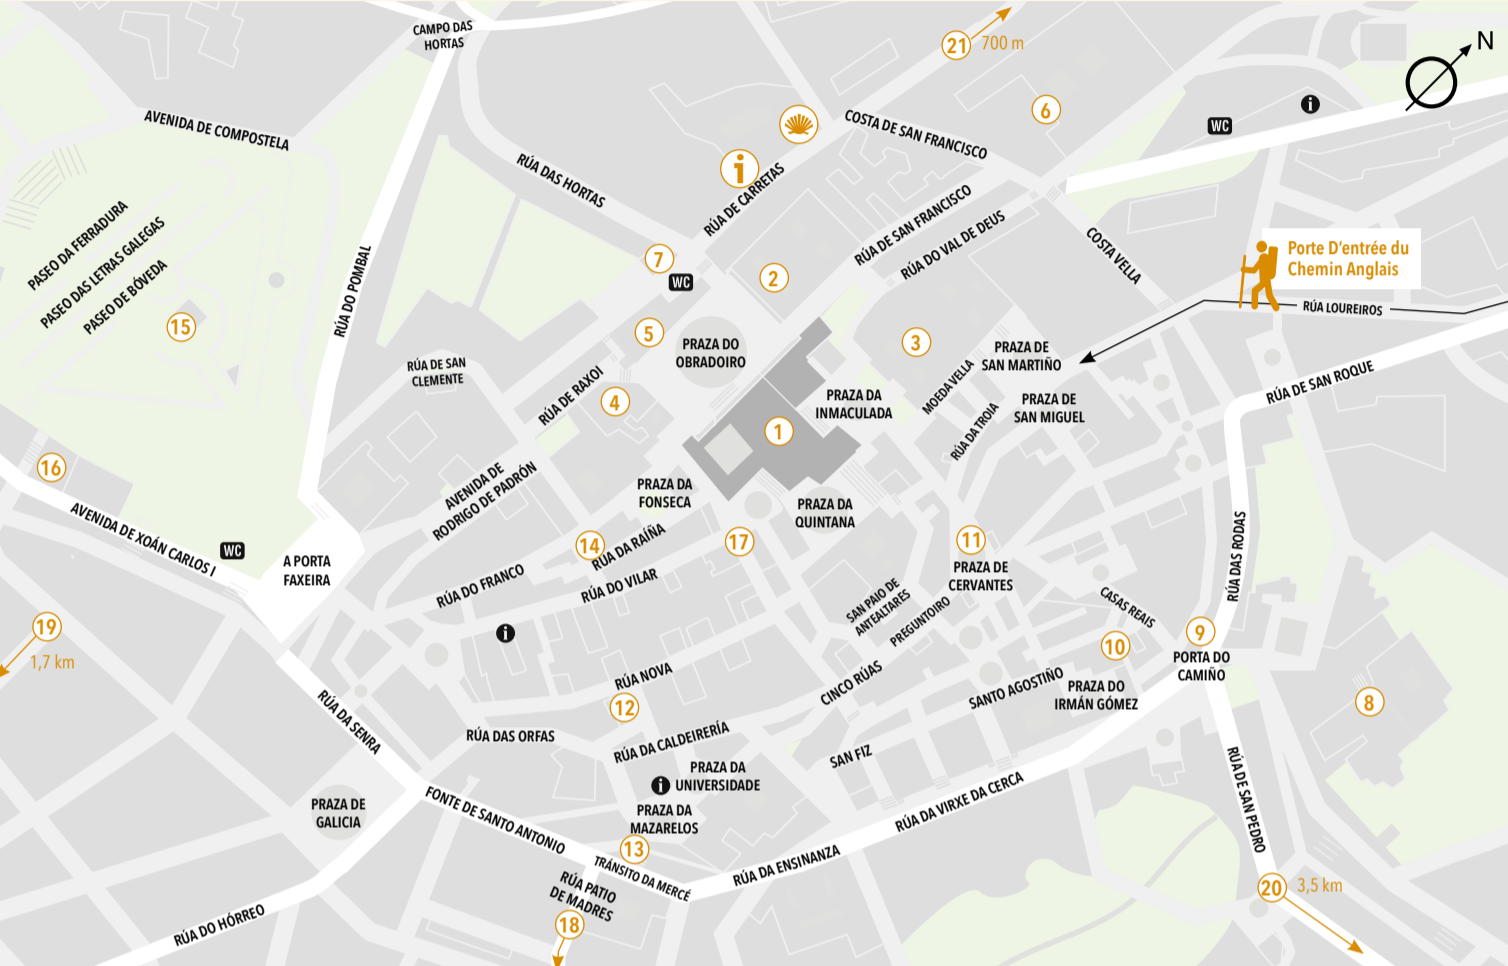 CAMPO DAS
HORTAS
21
700 m
N
6
i
WC
AVENIDA DE COMPOSTELA
COSTA DE SAN FRANCISCO
RÚA DAS HORTAS
i
RÚA DE CARRETAS
RÚA DE SAN FRANCISCO
RÚA DO VAL DE DEUS
COSTA VELLA
Porte D'entrée du
Chemin Anglais
RÚA LOUREIROS
PASEO DA FERRADURA
PASEO DAS LETRAS GALEGAS
PASEO DE BÓVEDA
15
RÚA DO POMBAL
7
WC
2
5
PRAZA DO
OBRADOIRO
3
PRAZA DE
SAN MARTIÑO
MOEDA VELLA
RÚA DE SAN
CLEMENTE
RÚA DE RAXOI
4
PRAZA DA
INMACULADA
PRAZA DE
SAN MIGUEL
RÚA DA TROIA
RÚA DE SAN ROQUE
1
16
AVENIDA DE
RODRIGO DE PADRÓN
PRAZA DA
FONSECA
PRAZA DA
QUINTANA
AVENIDA DE XOÁN CARLOS I
WC
A PORTA
FAXEIRA
14
RÚA DA RAÍÑA
17
11
PRAZA DE
CERVANTES
RÚA DAS RODAS
RÚA DO FRANCO
RÚA DO VILAR
SAN PAIO DE
ANTEALTARES
PREGUNTOIRO
CASAS REAIS
19
1,7 km
i
10
9
PORTA DO
CAMIÑO
RÚA NOVA
CINCO RÚAS
SANTO AGOSTIÑO
PRAZA DO
IRMÁN GÓMEZ
8
12
RÚA DA SENRA
RÚA DAS ORFAS
RÚA DA CALDEIRERÍA
SAN FIZ
PRAZA DA
UNIVERSIDADE
i
RÚA DE SAN PEDRO
PRAZA DE
GALICIA
FONTE DE SANTO ANTONIO
PRAZA DA
MAZARELOS
13
RÚA DA VIRXE DA CERCA
RÚA DA ENSINANZA
TRÁNSITO DA MERCÉ
RÚA PATIO
DE MADRES
18
20
3,5 km
RÚA DO HÓRREO